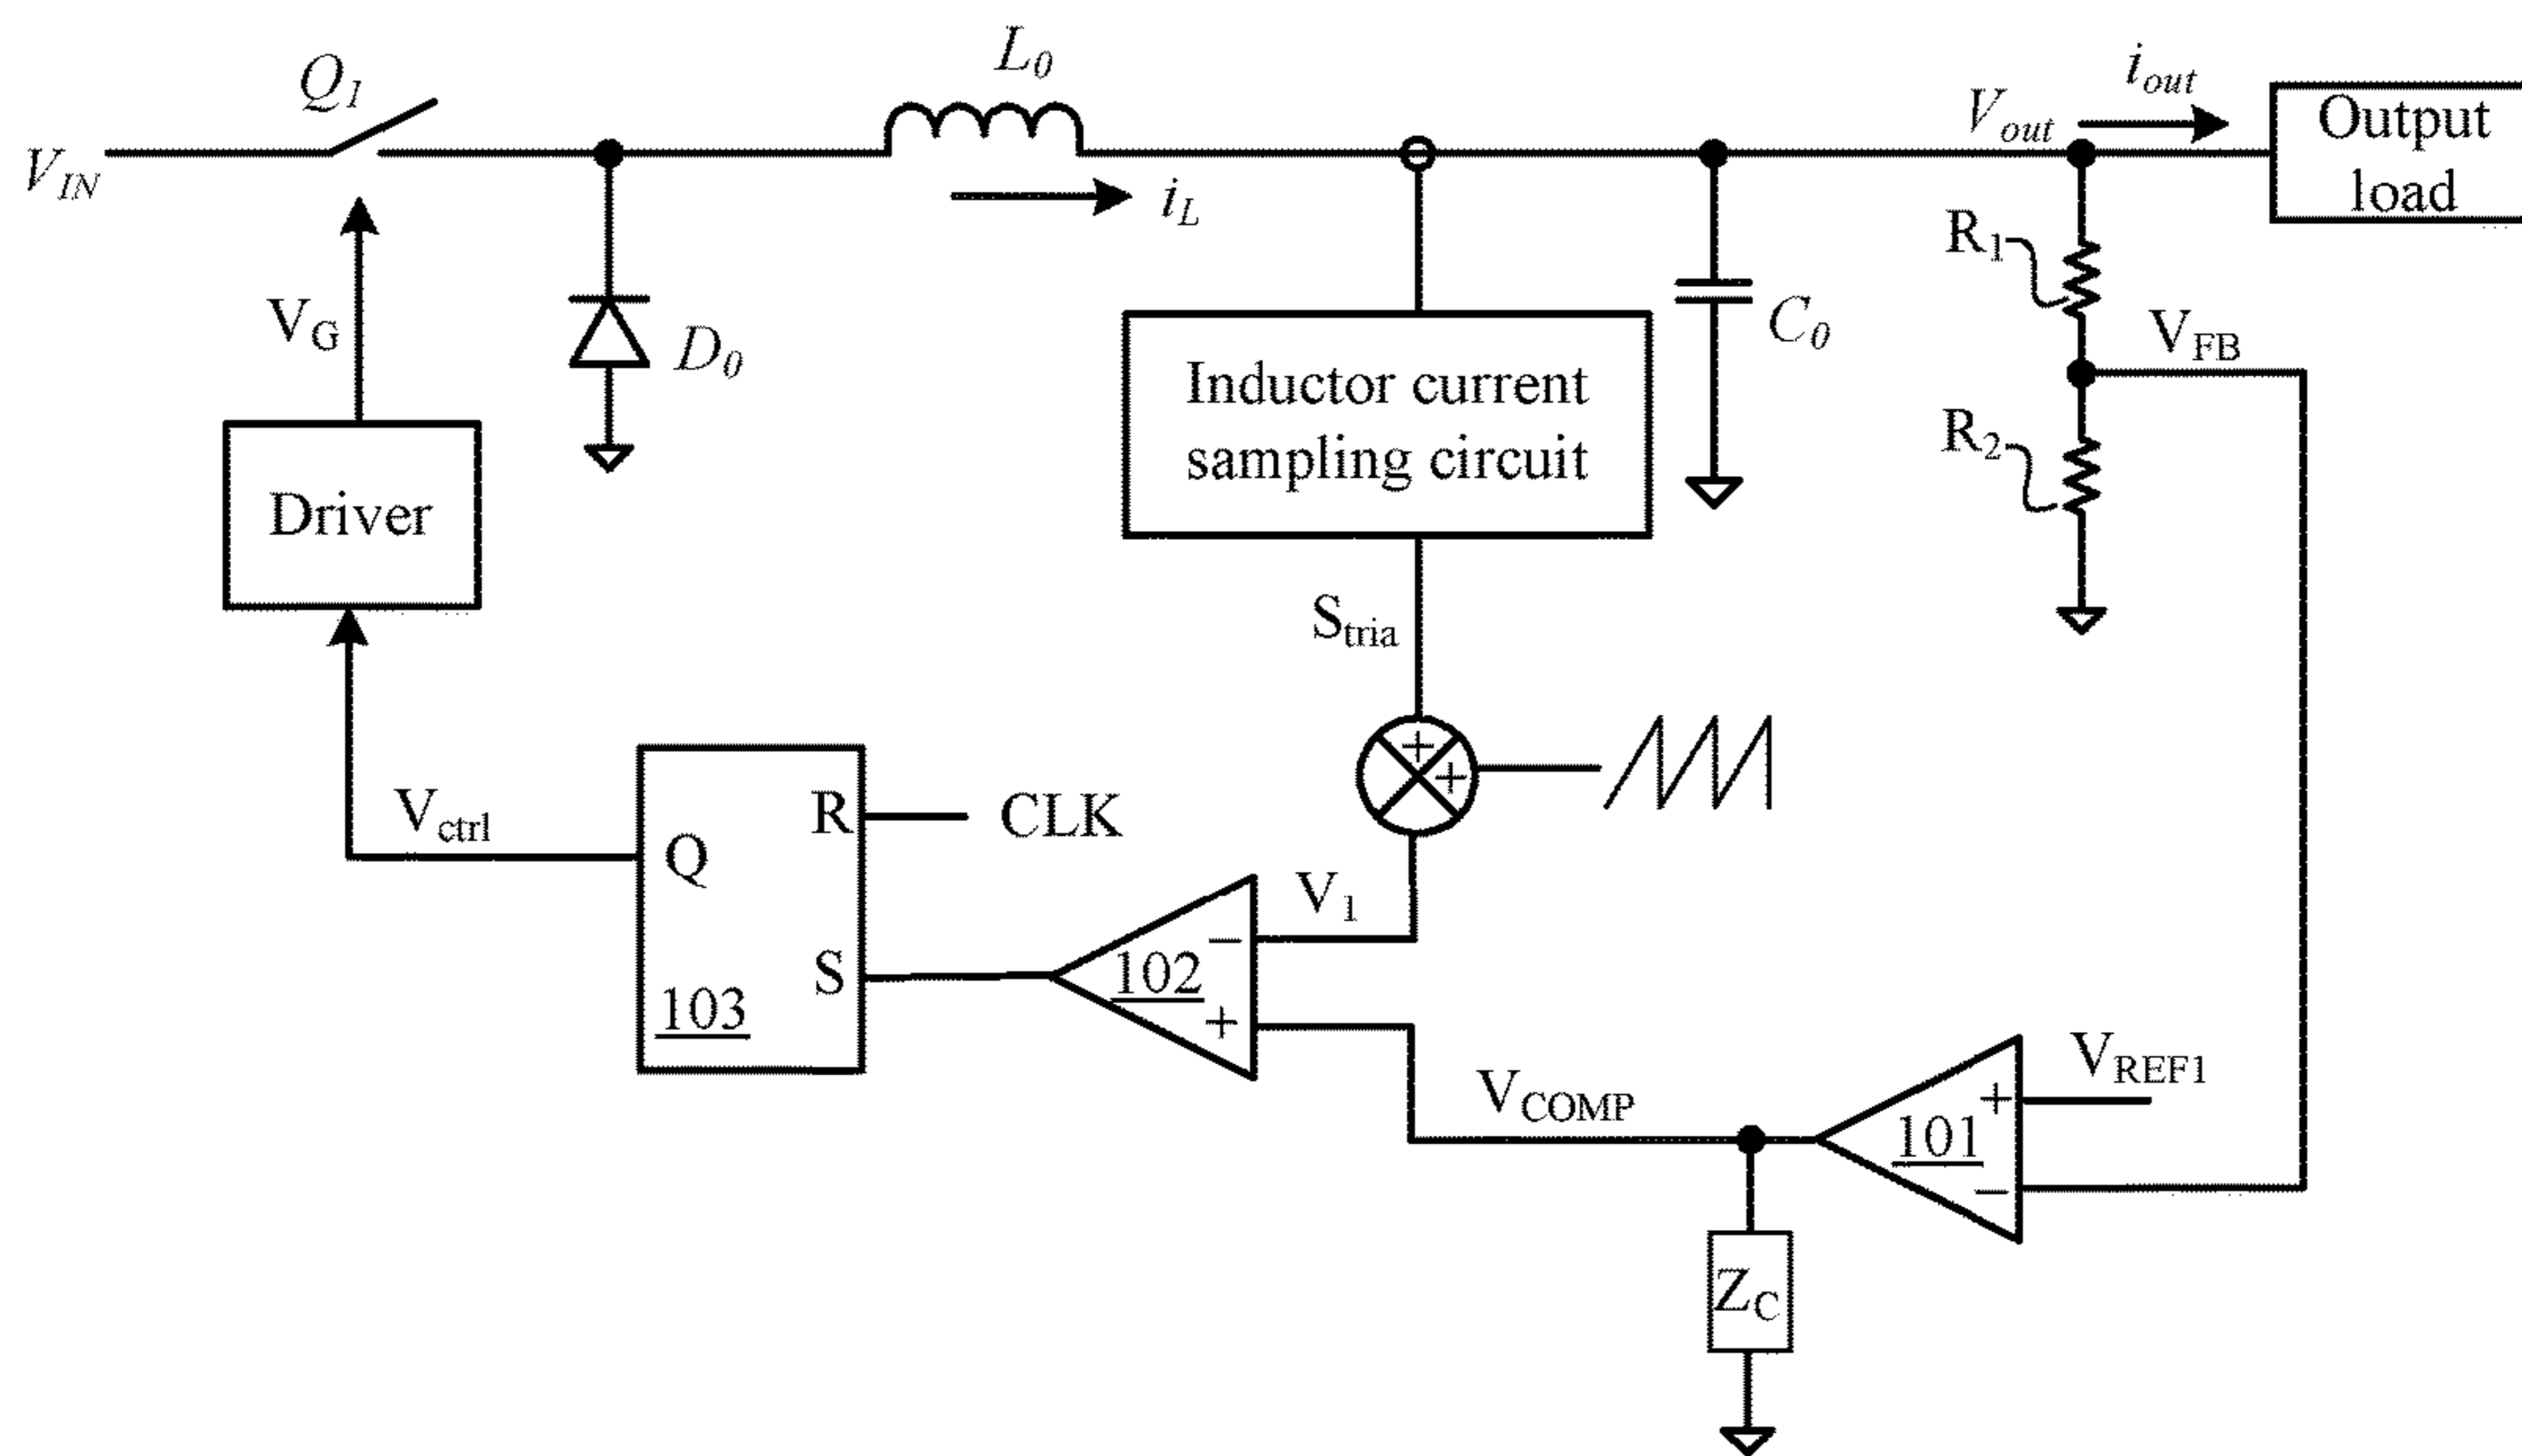 L0
Q1
iout
Vout
Output
load
VIN
iL
R1
VG
D0
C0
VFB
Inductor current
sampling circuit
R2
Driver
Stria
+
+
Vctrl
Q
R
CLK
V1
S
−
102
103
+
VREF1
VCOMP
+
101
−
ZC